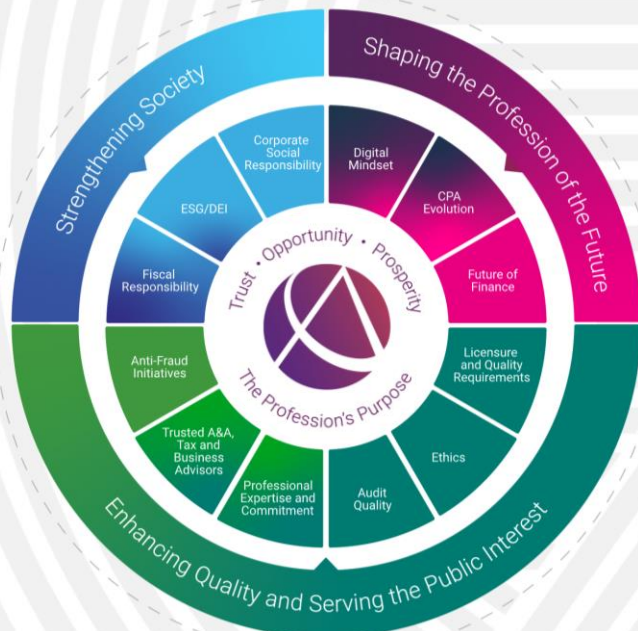 Strengthening Society
Shaping the Profession of the Future
Corporate
Social
Responsibility
Digital
Mindset
ESG/DEI
CPA
Evolution
Fiscal
Responsibility
Trust • Opportunity • Prosperity
Future of
Finance
The Profession's Purpose
Anti-Fraud
Initiatives
Licensure
and Quality
Requirements
Trusted A&A,
Tax and
Business
Advisors
Ethics
Professional
Expertise and
Commitment
Audit
Quality
Enhancing Quality and Serving the Public Interest